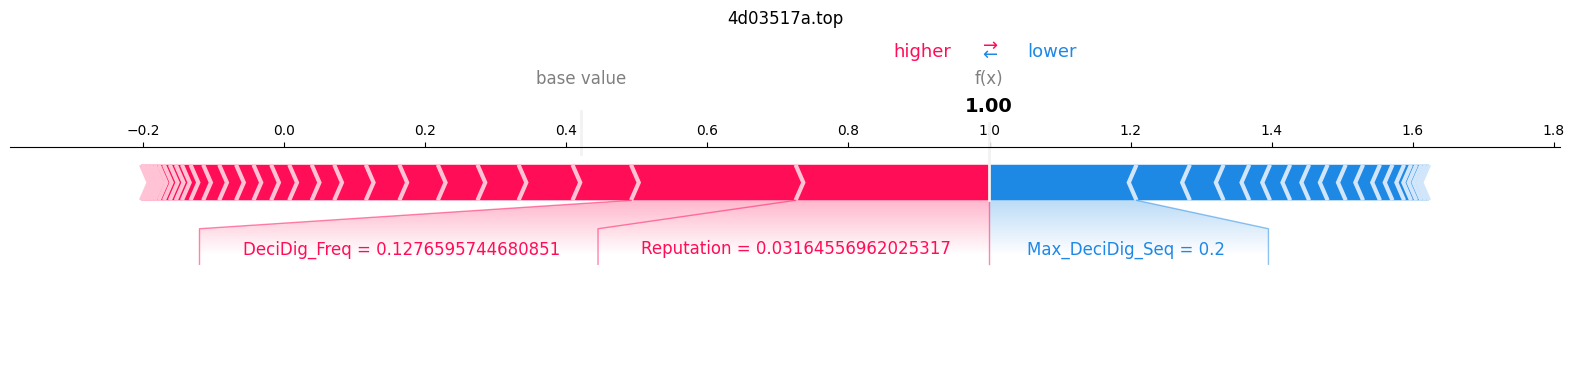 4d03517a.top
higher ⇄ lower
base value f(x)
1.00
−0.2 0.0 0.2 0.4 0.6 0.8 1.0 1.2 1.4 1.6 1.8
DeciDig_Freq = 0.1276595744680851 Reputation = 0.03164556962025317 Max_DeciDig_Seq = 0.2